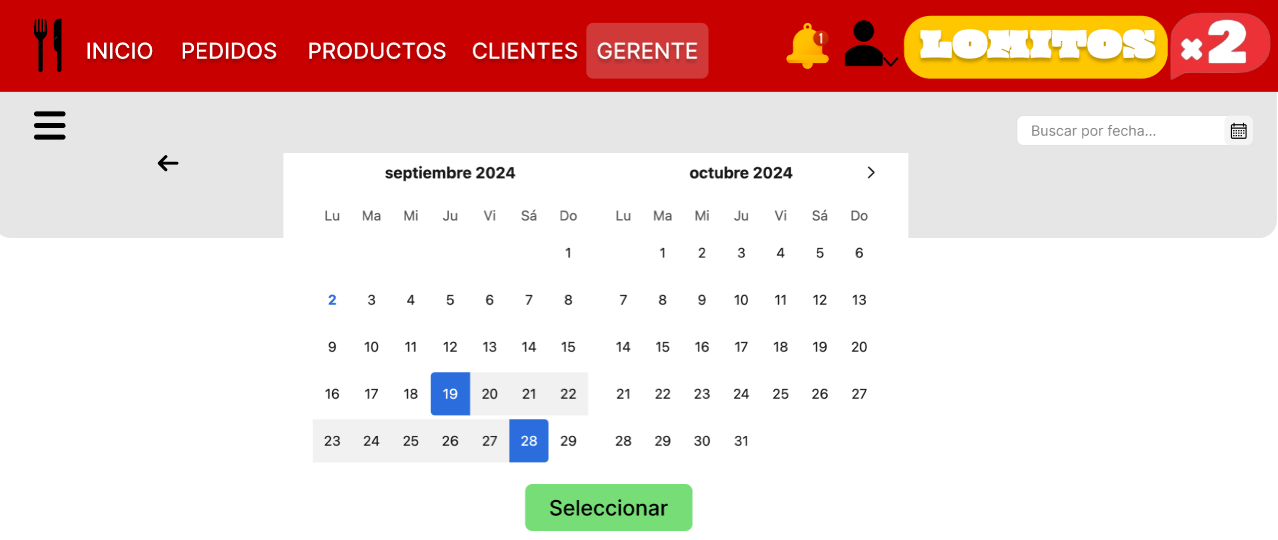 INICIO PEDIDOS PRODUCTOS CLIENTES GERENTE 1 LOMITOS x2
Buscar por fecha...
septiembre 2024
Lu Ma Mi Ju Vi Sá Do
1
2 3 4 5 6 7 8
9 10 11 12 13 14 15
16 17 18 19 20 21 22
23 24 25 26 27 28 29
octubre 2024
Lu Ma Mi Ju Vi Sá Do
1 2 3 4 5 6
7 8 9 10 11 12 13
14 15 16 17 18 19 20
21 22 23 24 25 26 27
28 29 30 31
Seleccionar